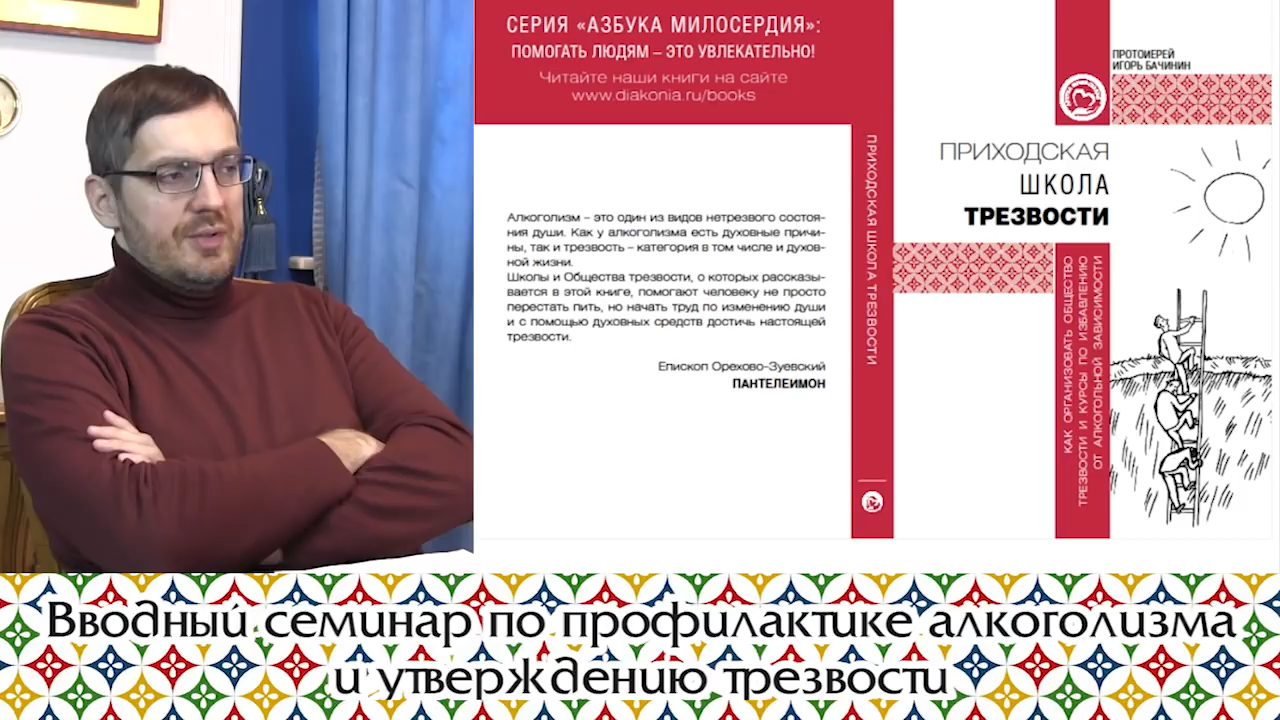 СЕРИЯ «АЗБУКА МИЛОСЕРДИЯ»:
ПОМОГАТЬ ЛЮДЯМ – ЭТО УВЛЕКАТЕЛЬНО!
Читайте наши книги на сайте
www.diakonia.ru/books
Алкоголизм – это один из видов нетрезвого состоя-
ния души. Как у алкоголизма есть духовные причи-
ны, так и трезвость – категория в том числе и духов-
ной жизни.
Школы и Общества трезвости, о которых рассказы-
вается в этой книге, помогают человеку не просто
перестать пить, но начать труд по изменению души
и с помощью духовных средств достичь настоящей
трезвости.
Епископ Орехово-Зуевский
ПАНТЕЛЕИМОН
ПРИХОДСКАЯ ШКОЛА ТРЕЗВОСТИ
ПРОТОИЕРЕЙ
ИГОРЬ БАЧИНИН
ПРИХОДСКАЯ
ШКОЛА
ТРЕЗВОСТИ
КАК ОРГАНИЗОВАТЬ ОБЩЕСТВО
ТРЕЗВОСТИ И КУРСЫ ПО ИЗБАВЛЕНИЮ
ОТ АЛКОГОЛЬНОЙ ЗАВИСИМОСТИ
Вводный семинар по профилактике алкоголизма
и утверждению трезвости